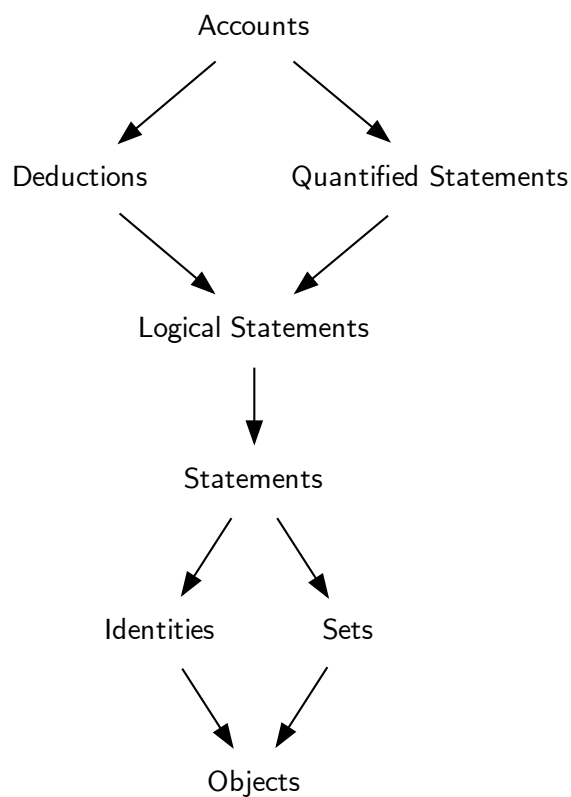 Accounts
Deductions
Quantified Statements
Logical Statements
Statements
Identities
Sets
Objects